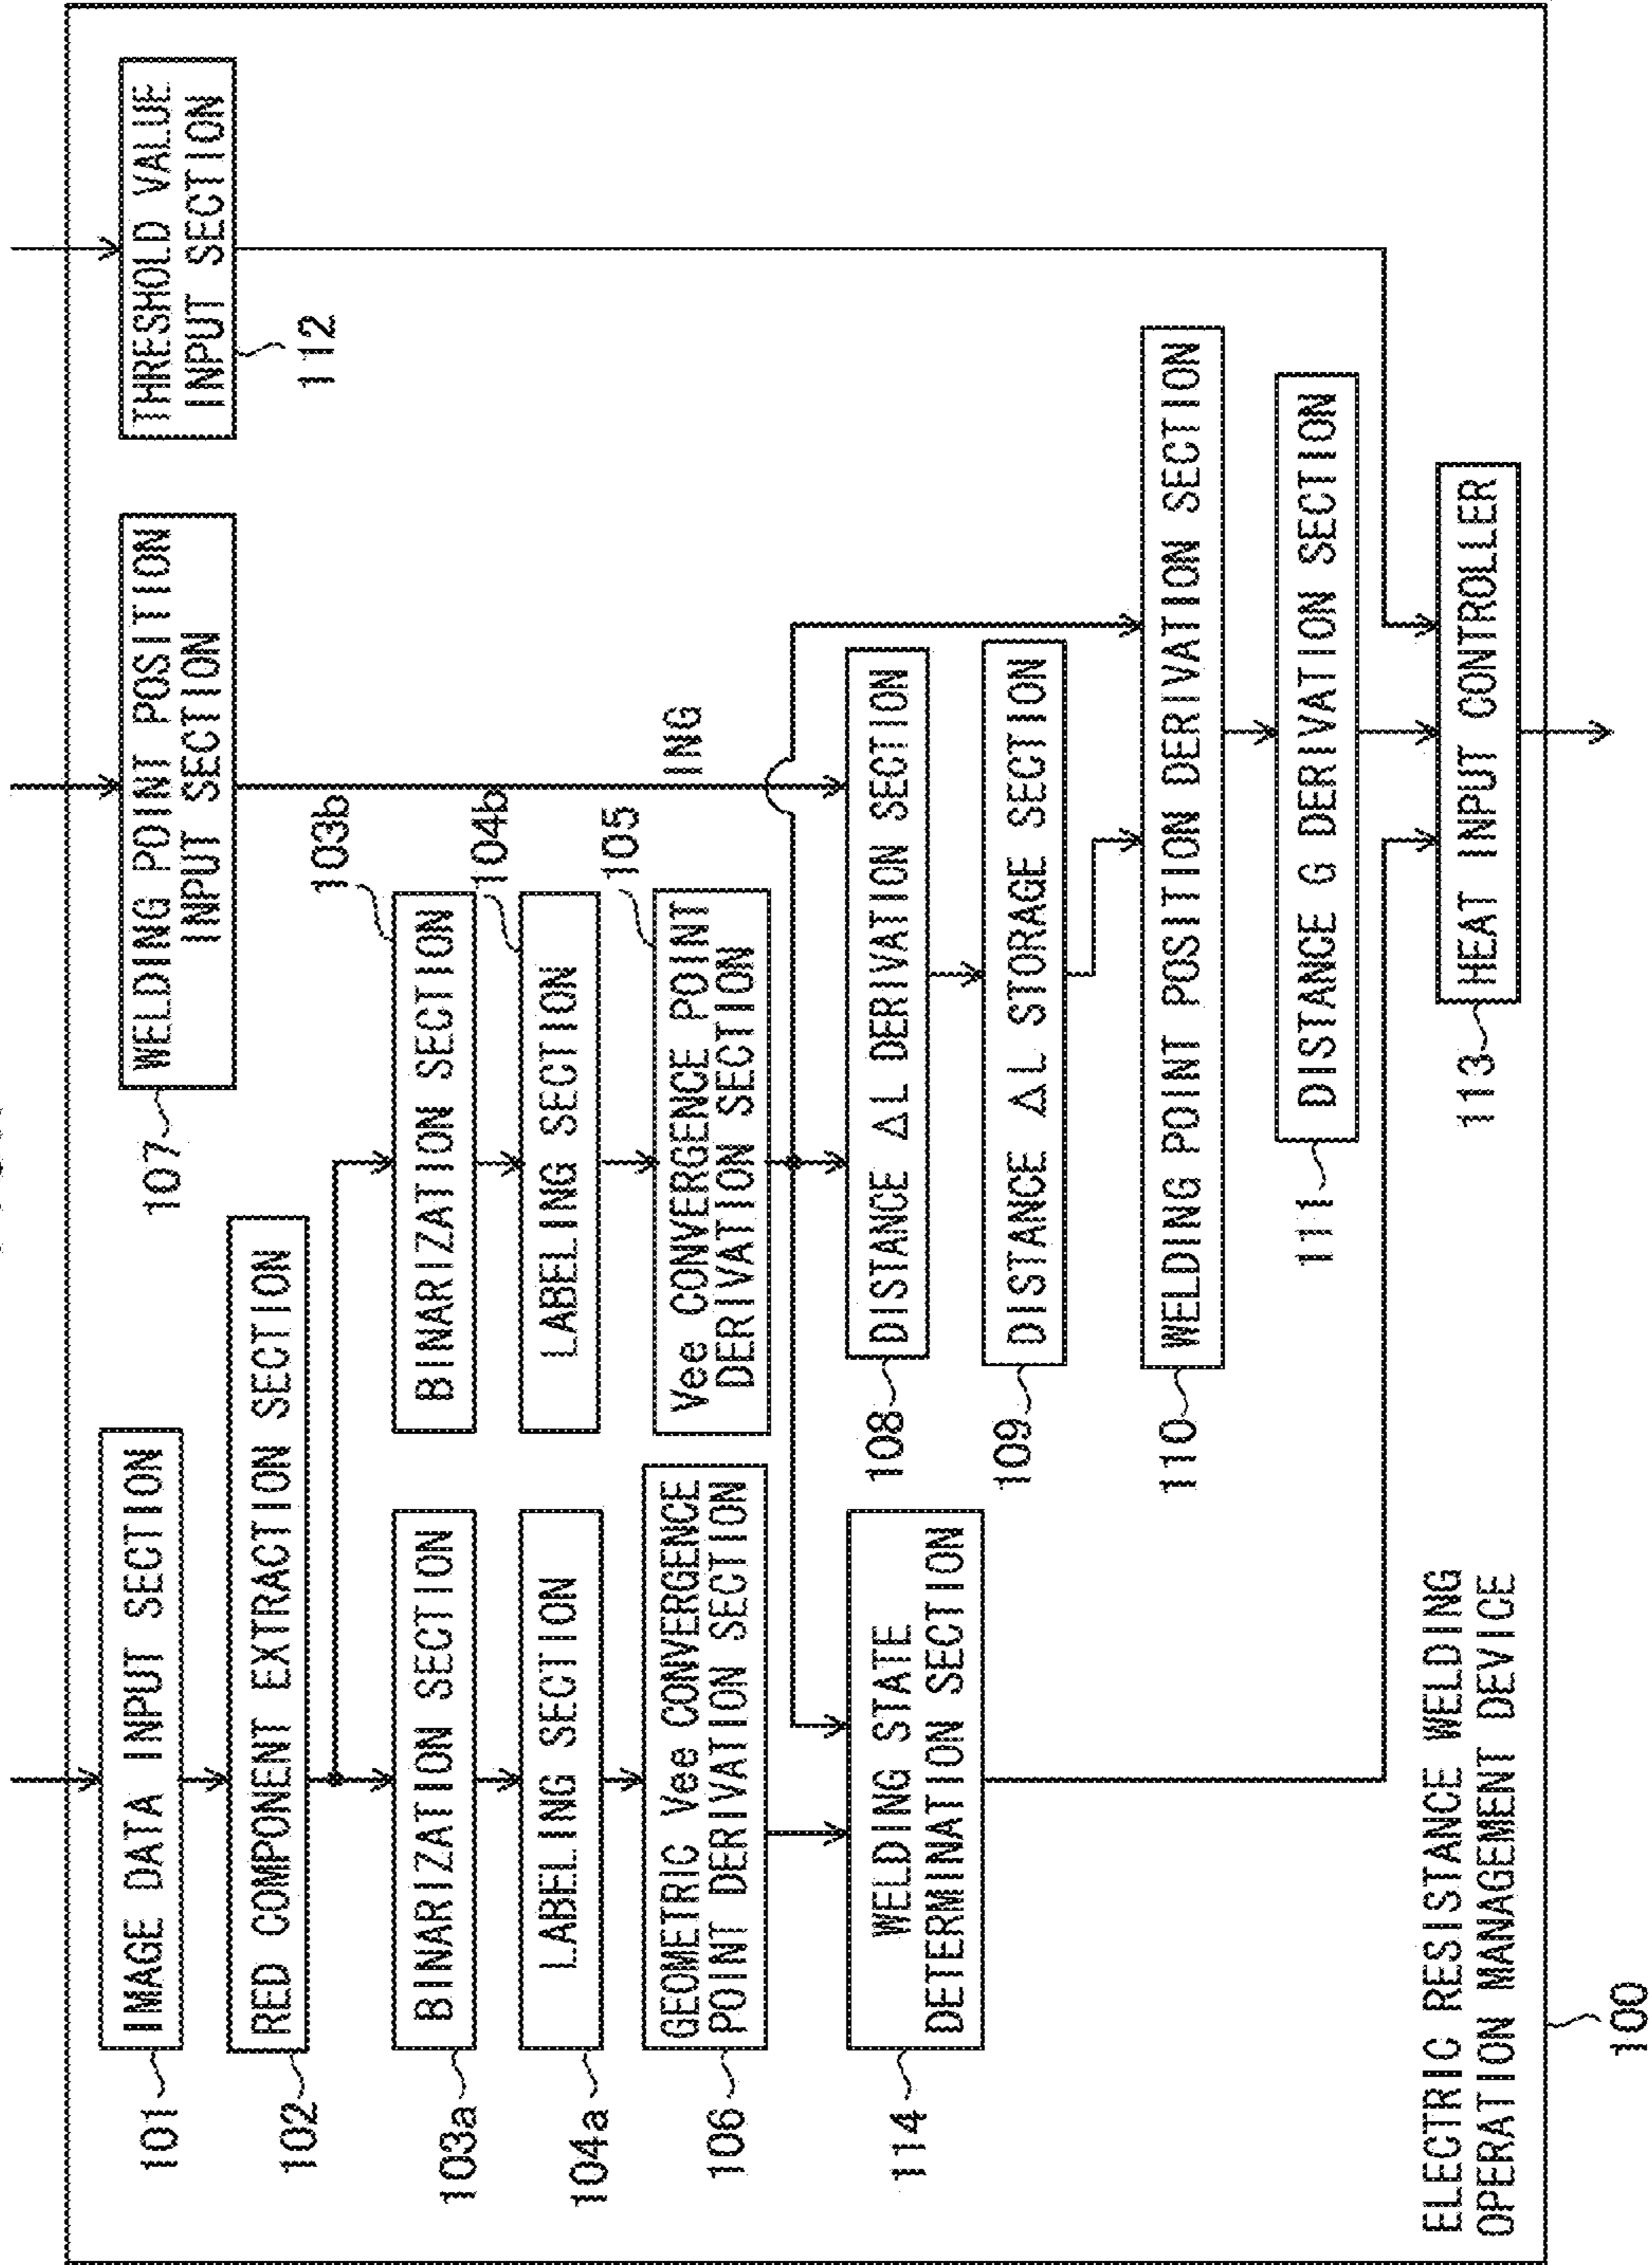 IMAGE DATA INPUT SECTION
101
WELDING POINT POSITION
INPUT SECTION
107
THRESHOLD VALUE
INPUT SECTION
112
RED COMPONENT EXTRACTION SECTION
102
BINARIZATION SECTION
103a
BINARIZATION SECTION
103b
LABELING SECTION
104a
LABELING SECTION
104b
GEOMETRIC Vee CONVERGENCE
POINT DERIVATION SECTION
106
Vee CONVERGENCE POINT
DERIVATION SECTION
105
ING
WELDING STATE
DETERMINATION SECTION
114
DISTANCE ΔL DERIVATION SECTION
108
DISTANCE ΔL STORAGE SECTION
109
WELDING POINT POSITION DERIVATION SECTION
110
DISTANCE G DERIVATION SECTION
111
HEAT INPUT CONTROLLER
113
ELECTRIC RESISTANCE WELDING
OPERATION MANAGEMENT DEVICE
100